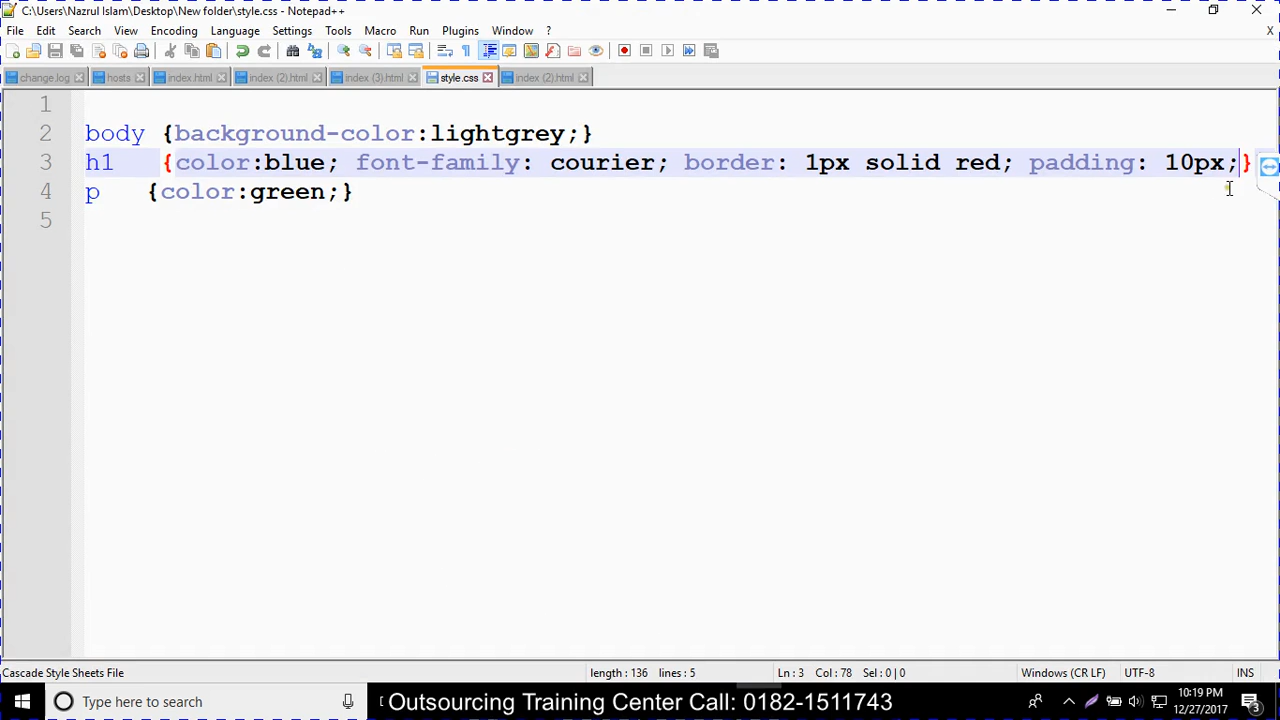 C:\Users\Nazrul Islam\Desktop\New folder\style.css - Notepad++
File Edit Search View Encoding Language Settings Tools Macro Run Plugins Window ? X
change.log hosts index.html index (2).html index (3).html style.css index (2).html
1
2 body {background-color:lightgrey;}
3 h1 {color:blue; font-family: courier; border: 1px solid red; padding: 10px;}
4 p {color:green;}
5
Cascade Style Sheets File length : 136 lines : 5 Ln : 3 Col : 78 Sel : 0 | 0 Windows (CR LF) UTF-8 INS
Type here to search Outsourcing Training Center Call: 0182-1511743 10:19 PM
12/27/2017 3